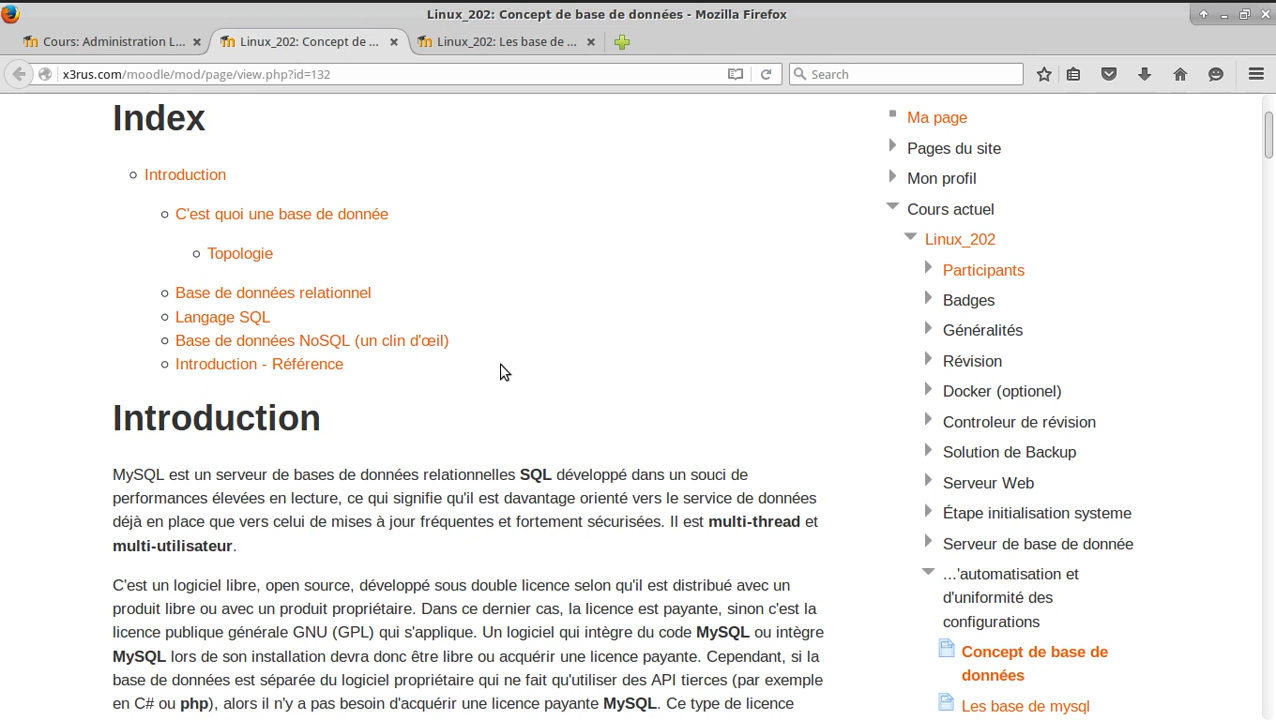 Linux_202: Concept de base de données - Mozilla Firefox
Cours: Administration L...
Linux_202: Concept de ...
Linux_202: Les base de ...
x3rus.com/moodle/mod/page/view.php?id=132
Search
Index
Introduction
C'est quoi une base de donnée
Topologie
Base de données relationnel
Langage SQL
Base de données NoSQL (un clin d'œil)
Introduction - Référence
Introduction
MySQL est un serveur de bases de données relationnelles SQL développé dans un souci de
performances élevées en lecture, ce qui signifie qu'il est davantage orienté vers le service de données
déjà en place que vers celui de mises à jour fréquentes et fortement sécurisées. Il est multi-thread et
multi-utilisateur.
C'est un logiciel libre, open source, développé sous double licence selon qu'il est distribué avec un
produit libre ou avec un produit propriétaire. Dans ce dernier cas, la licence est payante, sinon c'est la
licence publique générale GNU (GPL) qui s'applique. Un logiciel qui intègre du code MySQL ou intègre
MySQL lors de son installation devra donc être libre ou acquérir une licence payante. Cependant, si la
base de données est séparée du logiciel propriétaire qui ne fait qu'utiliser des API tierces (par exemple
en C# ou php), alors il n'y a pas besoin d'acquérir une licence payante MySQL. Ce type de licence
Ma page
Pages du site
Mon profil
Cours actuel
Linux_202
Participants
Badges
Généralités
Révision
Docker (optionel)
Controleur de révision
Solution de Backup
Serveur Web
Étape initialisation systeme
Serveur de base de donnée
...'automatisation et
d'uniformité des
configurations
Concept de base de
données
Les base de mysql